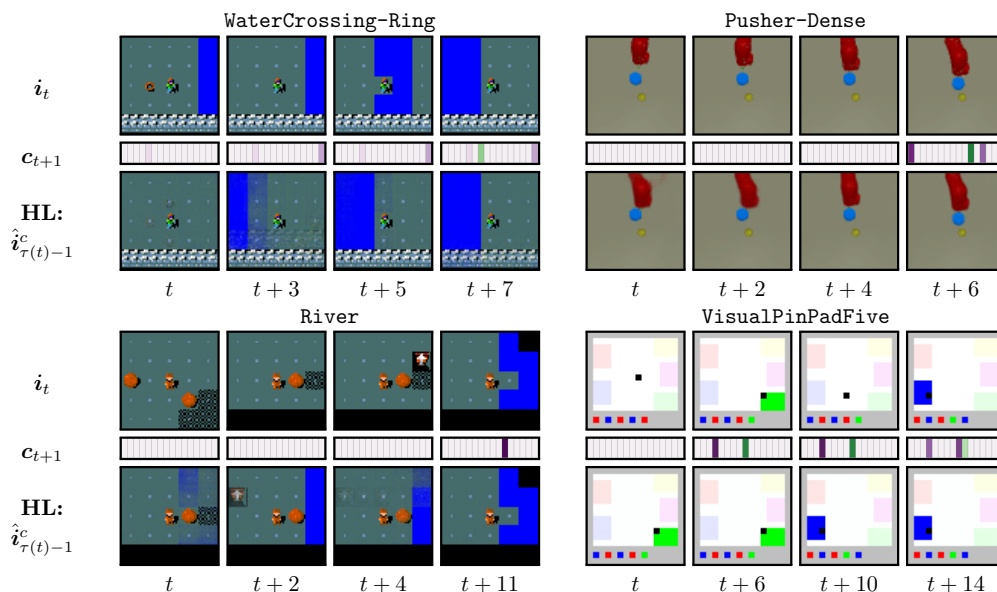 WaterCrossing-Ring
Pusher-Dense
i_t
c_{t+1}
HL:
î^c_{τ(t)−1}
t
t + 3
t + 5
t + 7
t
t + 2
t + 4
t + 6
River
VisualPinPadFive
i_t
c_{t+1}
HL:
î^c_{τ(t)−1}
t
t + 2
t + 4
t + 11
t
t + 6
t + 10
t + 14